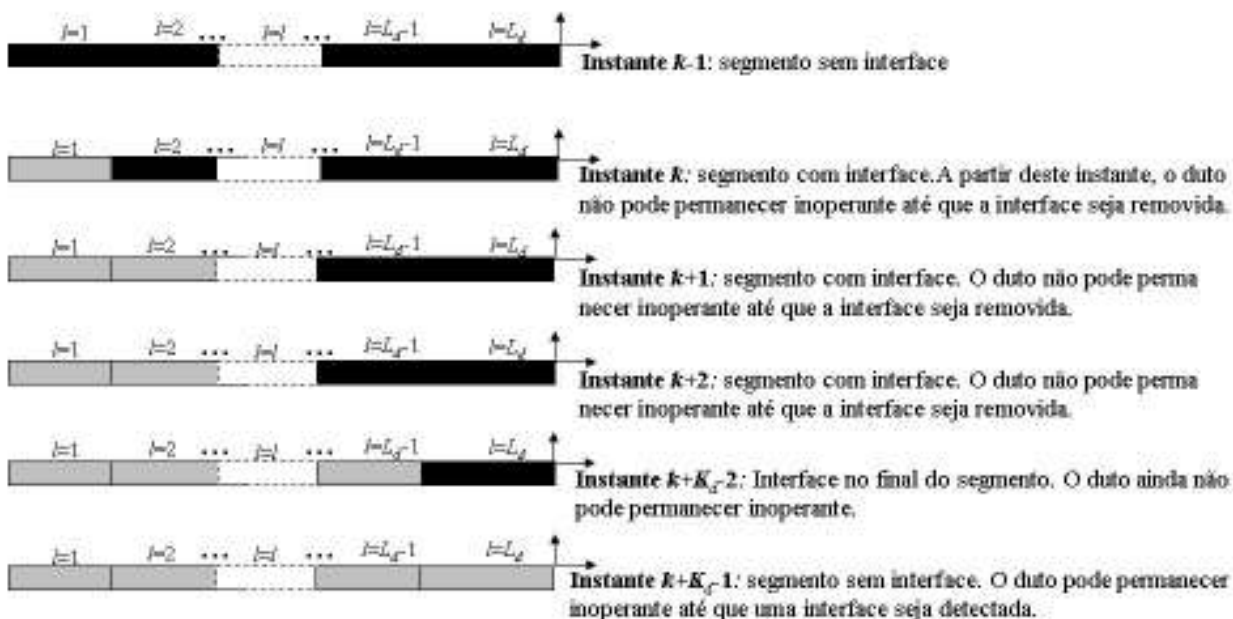 l=1 l=2 ... l=l ... l=L_d-1 l=L_d
Instante k-1: segmento sem interface
l=1 l=2 ... l=l ... l=L_d-1 l=L_d
Instante k: segmento com interface.A partir deste instante, o duto
não pode permanecer inoperante até que a interface seja removida.
l=1 l=2 ... l=l ... l=L_d-1 l=L_d
Instante k+1: segmento com interface. O duto não pode perma
necer inoperante até que a interface seja removida.
l=1 l=2 ... l=l ... l=L_d-1 l=L_d
Instante k+2: segmento com interface. O duto não pode perma
necer inoperante até que a interface seja removida.
l=1 l=2 ... l=l ... l=L_d-1 l=L_d
Instante k+K_d-2: Interface no final do segmento. O duto ainda não
pode permanecer inoperante.
l=1 l=2 ... l=l ... l=L_d-1 l=L_d
Instante k+K_d-1: segmento sem interface. O duto pode permanecer
inoperante até que uma interface seja detectada.